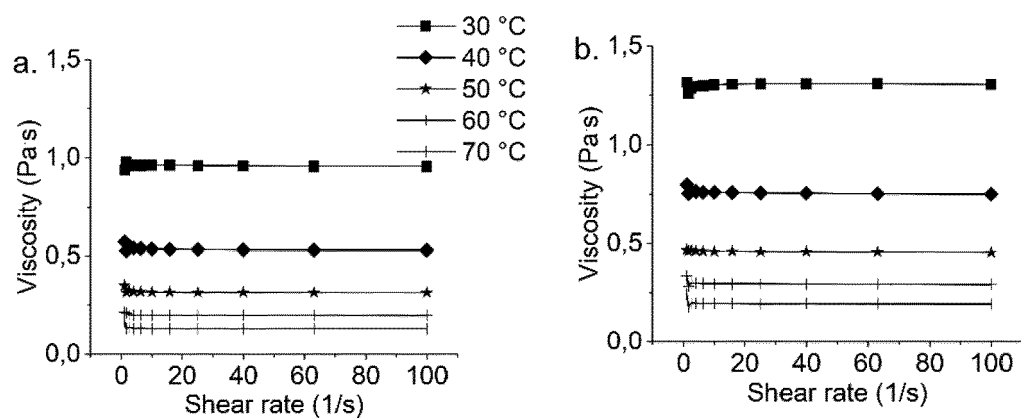 a.
30 °C
40 °C
50 °C
60 °C
70 °C
1,5
1,0
0,5
0,0
Viscosity (Pa·s)
0 20 40 60 80 100
Shear rate (1/s)
b.
1,5
1,0
0,5
0,0
Viscosity (Pa·s)
0 20 40 60 80 100
Shear rate (1/s)